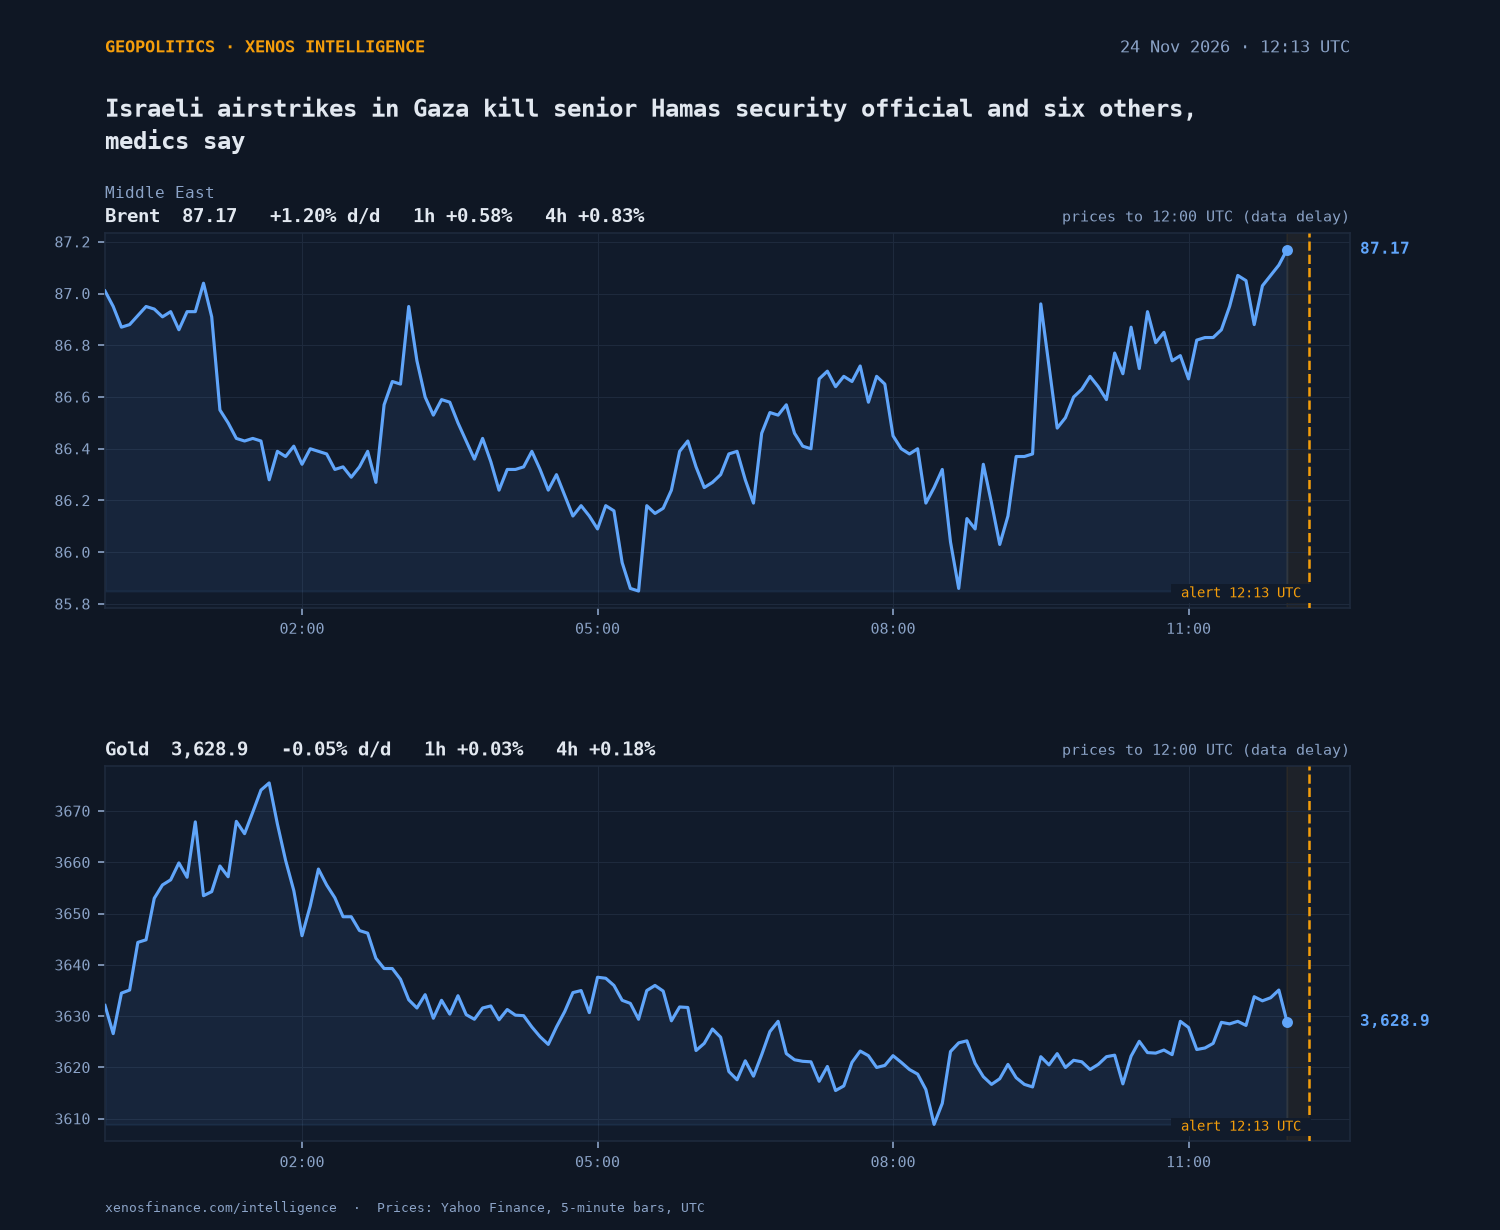 GEOPOLITICS · XENOS INTELLIGENCE
24 Nov 2026 · 12:13 UTC
Israeli airstrikes in Gaza kill senior Hamas security official and six others,
medics say
Middle East
Brent 87.17 +1.20% d/d 1h +0.58% 4h +0.83%
prices to 12:00 UTC (data delay)
87.2
87.0
86.8
86.6
86.4
86.2
86.0
85.8
87.17
alert 12:13 UTC
02:00 05:00 08:00 11:00
Gold 3,628.9 -0.05% d/d 1h +0.03% 4h +0.18%
prices to 12:00 UTC (data delay)
3670
3660
3650
3640
3630
3620
3610
3,628.9
alert 12:13 UTC
02:00 05:00 08:00 11:00
xenosfinance.com/intelligence · Prices: Yahoo Finance, 5-minute bars, UTC